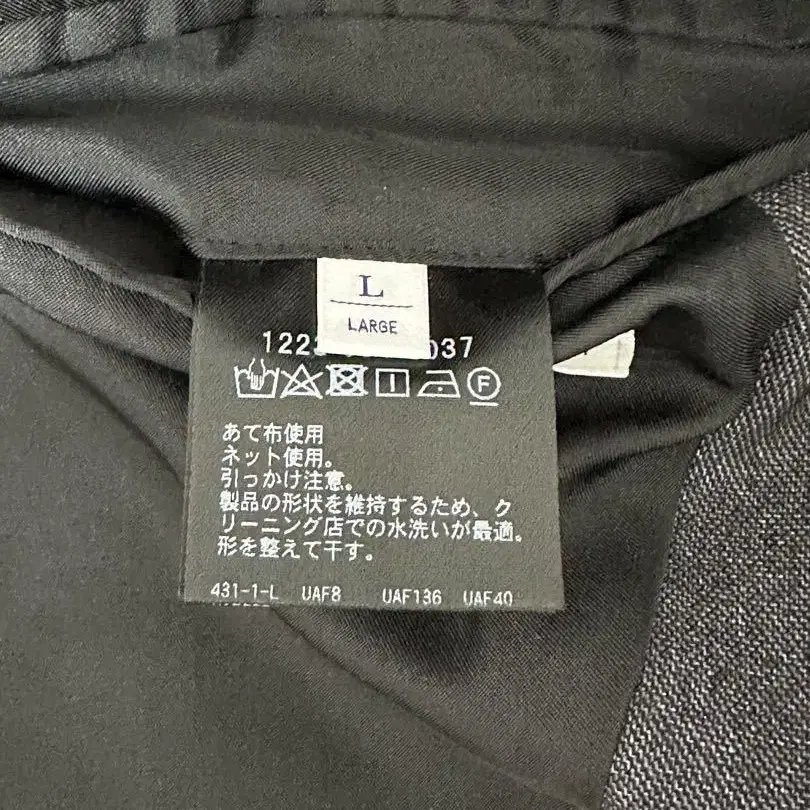 L
LARGE
1223
037
F
あて布使用
ネット使用。
引っかけ注意。
製品の形状を維持するため、ク
リーニング店での水洗いが最適。
形を整えて干す。
431-1-L UAF8 UAF136 UAF40